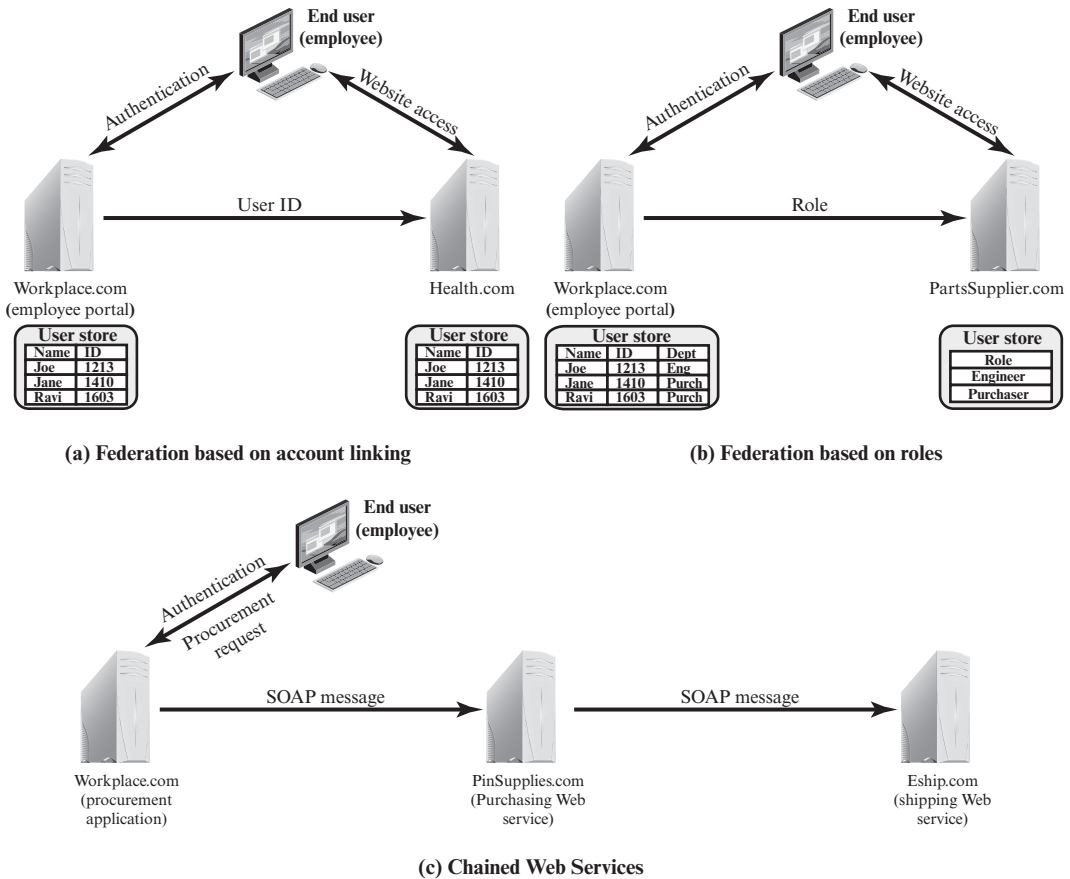 End user
(employee)
Authentication
Website access
User ID
Workplace.com
(employee portal)
Health.com
User store
Name ID
Joe 1213
Jane 1410
Ravi 1603
User store
Name ID
Joe 1213
Jane 1410
Ravi 1603
(a) Federation based on account linking
End user
(employee)
Authentication
Website access
Role
Workplace.com
(employee portal)
PartsSupplier.com
User store
Name ID Dept
Joe 1213 Eng
Jane 1410 Purch
Ravi 1603 Purch
User store
Role
Engineer
Purchaser
(b) Federation based on roles
End user
(employee)
Authentication
Procurement
request
SOAP message
SOAP message
Workplace.com
(procurement
application)
PinSupplies.com
(Purchasing Web
service)
Eship.com
(shipping Web
service)
(c) Chained Web Services